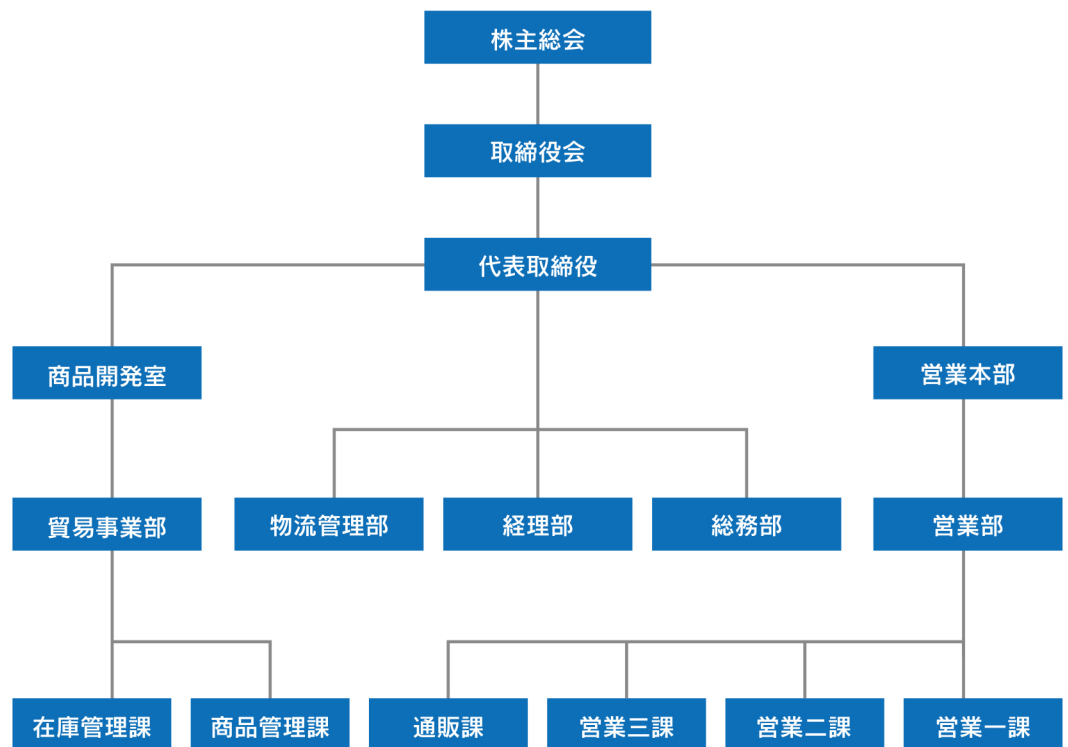 株主総会
取締役会
代表取締役
商品開発室
営業本部
貿易事業部
物流管理部
経理部
総務部
営業部
在庫管理課
商品管理課
通販課
営業三課
営業二課
営業一課